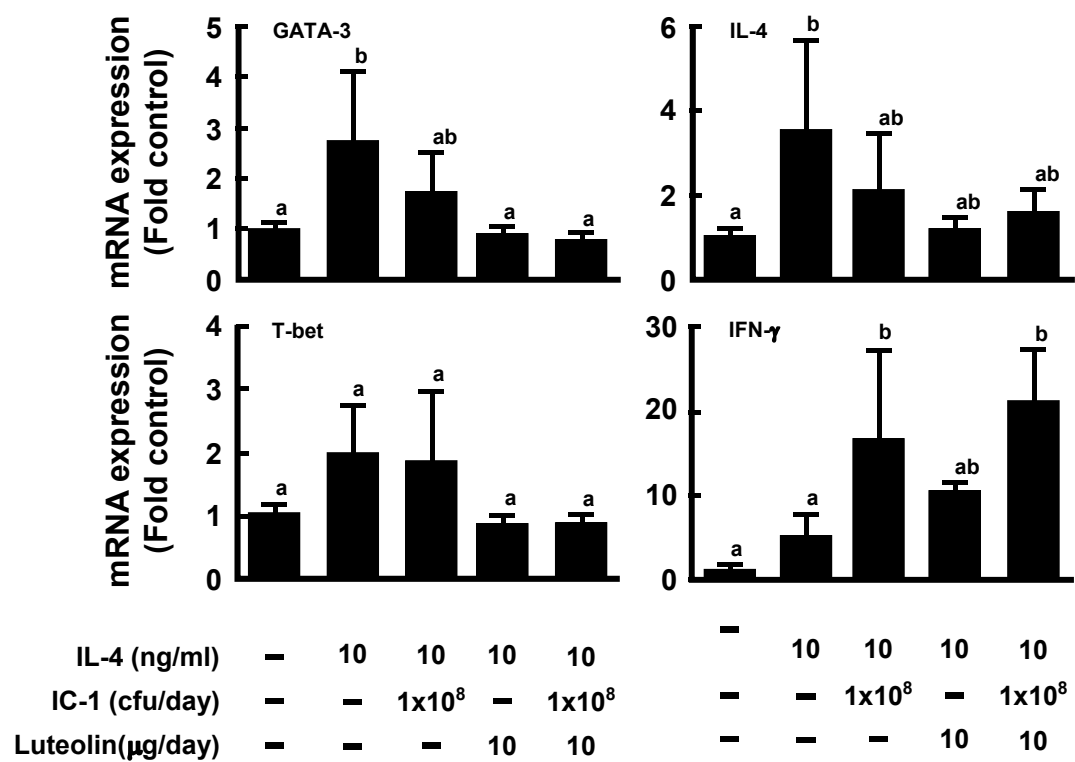 GATA-3
mRNA expression
(Fold control)
5
4
3
2
1
0
a
b
ab
a
a
IL-4
6
4
2
0
a
b
ab
ab
ab
T-bet
mRNA expression
(Fold control)
4
3
2
1
0
a
a
a
a
a
IFN-γ
30
20
10
0
a
a
b
ab
b
IL-4 (ng/ml) – 10 10 10 10 – 10 10 10 10
IC-1 (cfu/day) – – 1x10⁸ – 1x10⁸ – – 1x10⁸ – 1x10⁸
Luteolin(μg/day) – – – 10 10 – – – 10 10